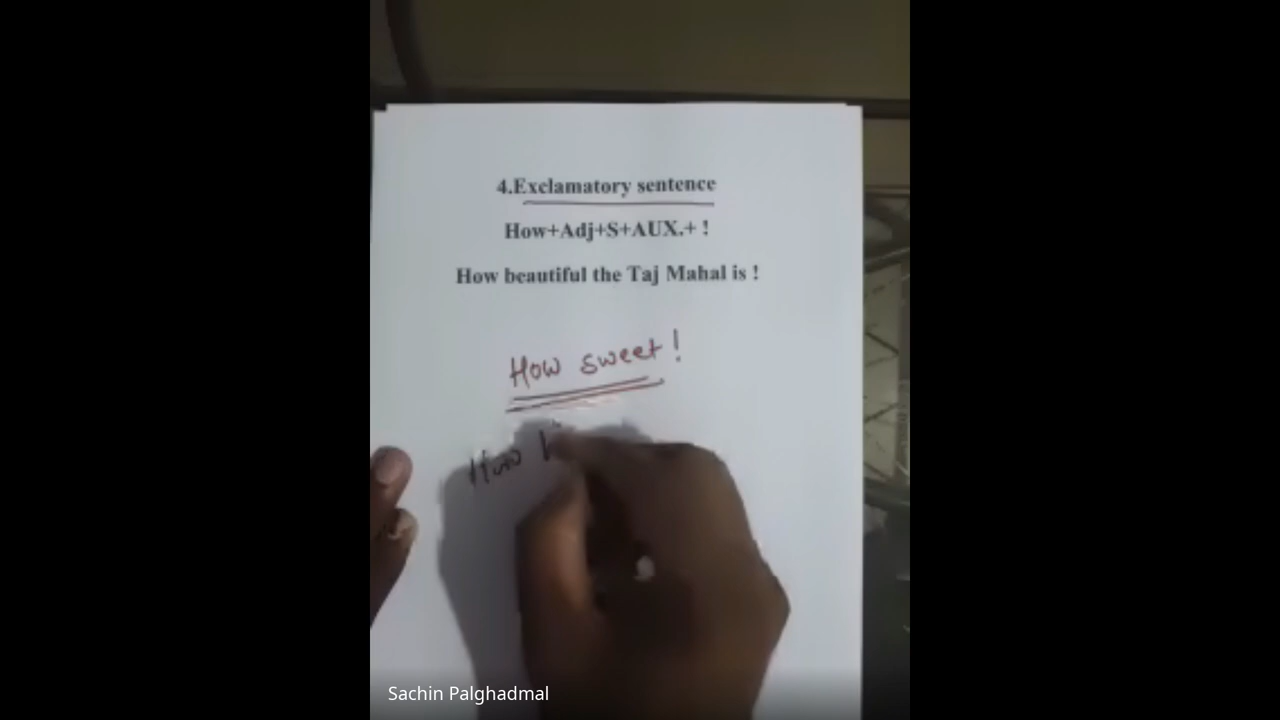 4.Exclamatory sentence
How+Adj+S+AUX.+ !
How beautiful the Taj Mahal is !
How sweet !
How
Sachin Palghadmal